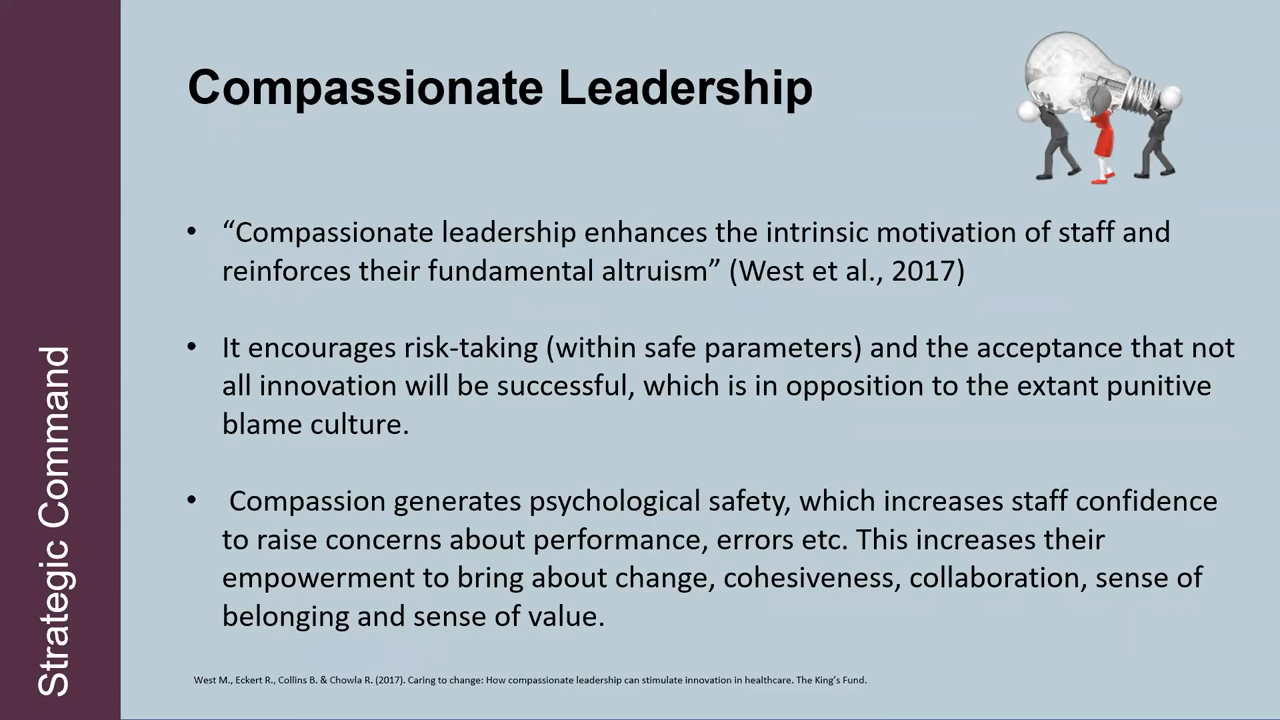 Compassionate Leadership
• “Compassionate leadership enhances the intrinsic motivation of staff and
reinforces their fundamental altruism” (West et al., 2017)
• It encourages risk-taking (within safe parameters) and the acceptance that not
all innovation will be successful, which is in opposition to the extant punitive
blame culture.
• Compassion generates psychological safety, which increases staff confidence
to raise concerns about performance, errors etc. This increases their
empowerment to bring about change, cohesiveness, collaboration, sense of
belonging and sense of value.
West M., Eckert R., Collins B. & Chowla R. (2017). Caring to change: How compassionate leadership can stimulate innovation in healthcare. The King’s Fund.
Strategic Command